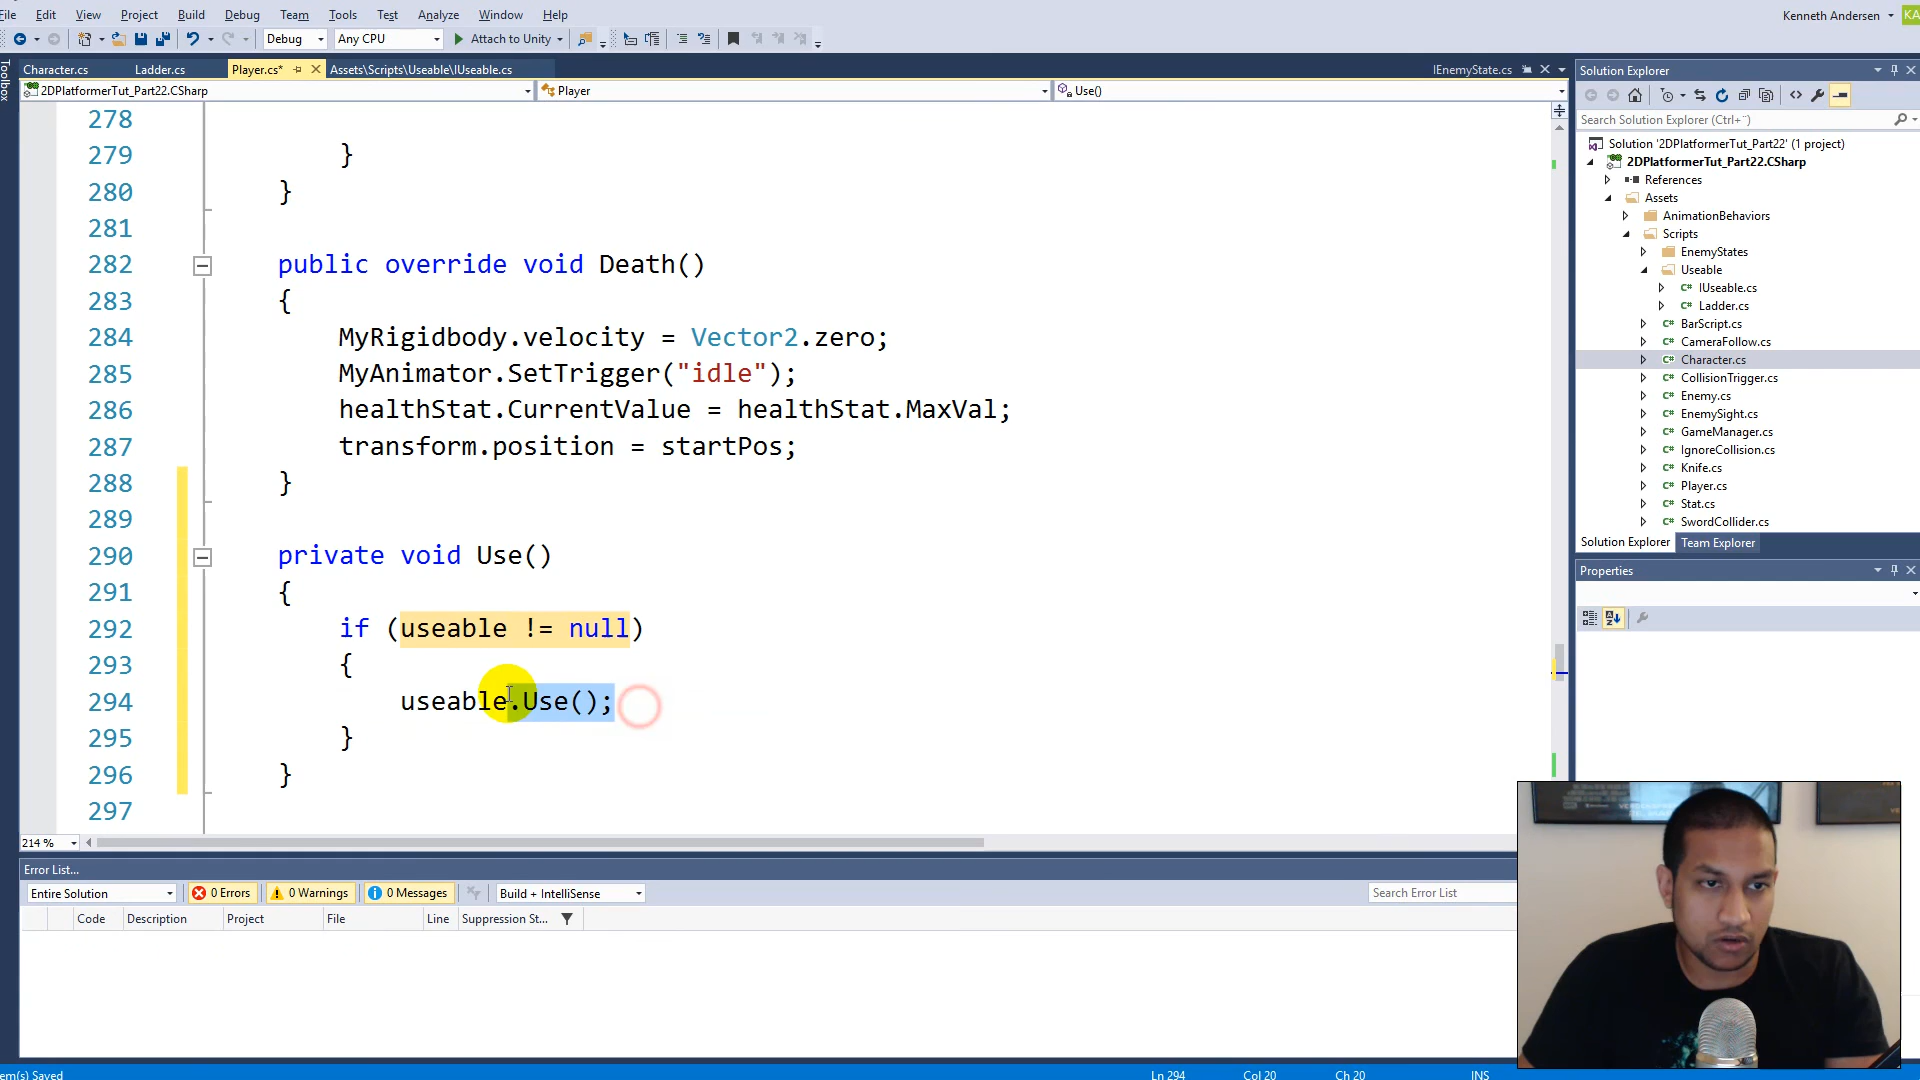 File Edit View Project Build Debug Team Tools Test Analyze Window Help
Kenneth Andersen KA
Debug Any CPU Attach to Unity
Toolbox
Character.cs Ladder.cs Player.cs* Assets\Scripts\Useable\IUseable.cs IEnemyState.cs
2DPlatformerTut_Part22.CSharp Player Use()
278
279 }
280 }
281
282 public override void Death()
283 {
284 MyRigidbody.velocity = Vector2.zero;
285 MyAnimator.SetTrigger("idle");
286 healthStat.CurrentValue = healthStat.MaxVal;
287 transform.position = startPos;
288 }
289
290 private void Use()
291 {
292 if (useable != null)
293 {
294 useable.Use();
295 }
296 }
297
214 %
Error List...
Entire Solution 0 Errors 0 Warnings 0 Messages Build + IntelliSense Search Error List
Code Description Project File Line Suppression St...
em(s) Saved Ln 294 Col 20 Ch 20 INS
Solution Explorer
Search Solution Explorer (Ctrl+¨)
Solution '2DPlatformerTut_Part22' (1 project)
2DPlatformerTut_Part22.CSharp
References
Assets
AnimationBehaviors
Scripts
EnemyStates
Useable
IUseable.cs
Ladder.cs
BarScript.cs
CameraFollow.cs
Character.cs
CollisionTrigger.cs
Enemy.cs
EnemySight.cs
GameManager.cs
IgnoreCollision.cs
Knife.cs
Player.cs
Stat.cs
SwordCollider.cs
Solution Explorer Team Explorer
Properties